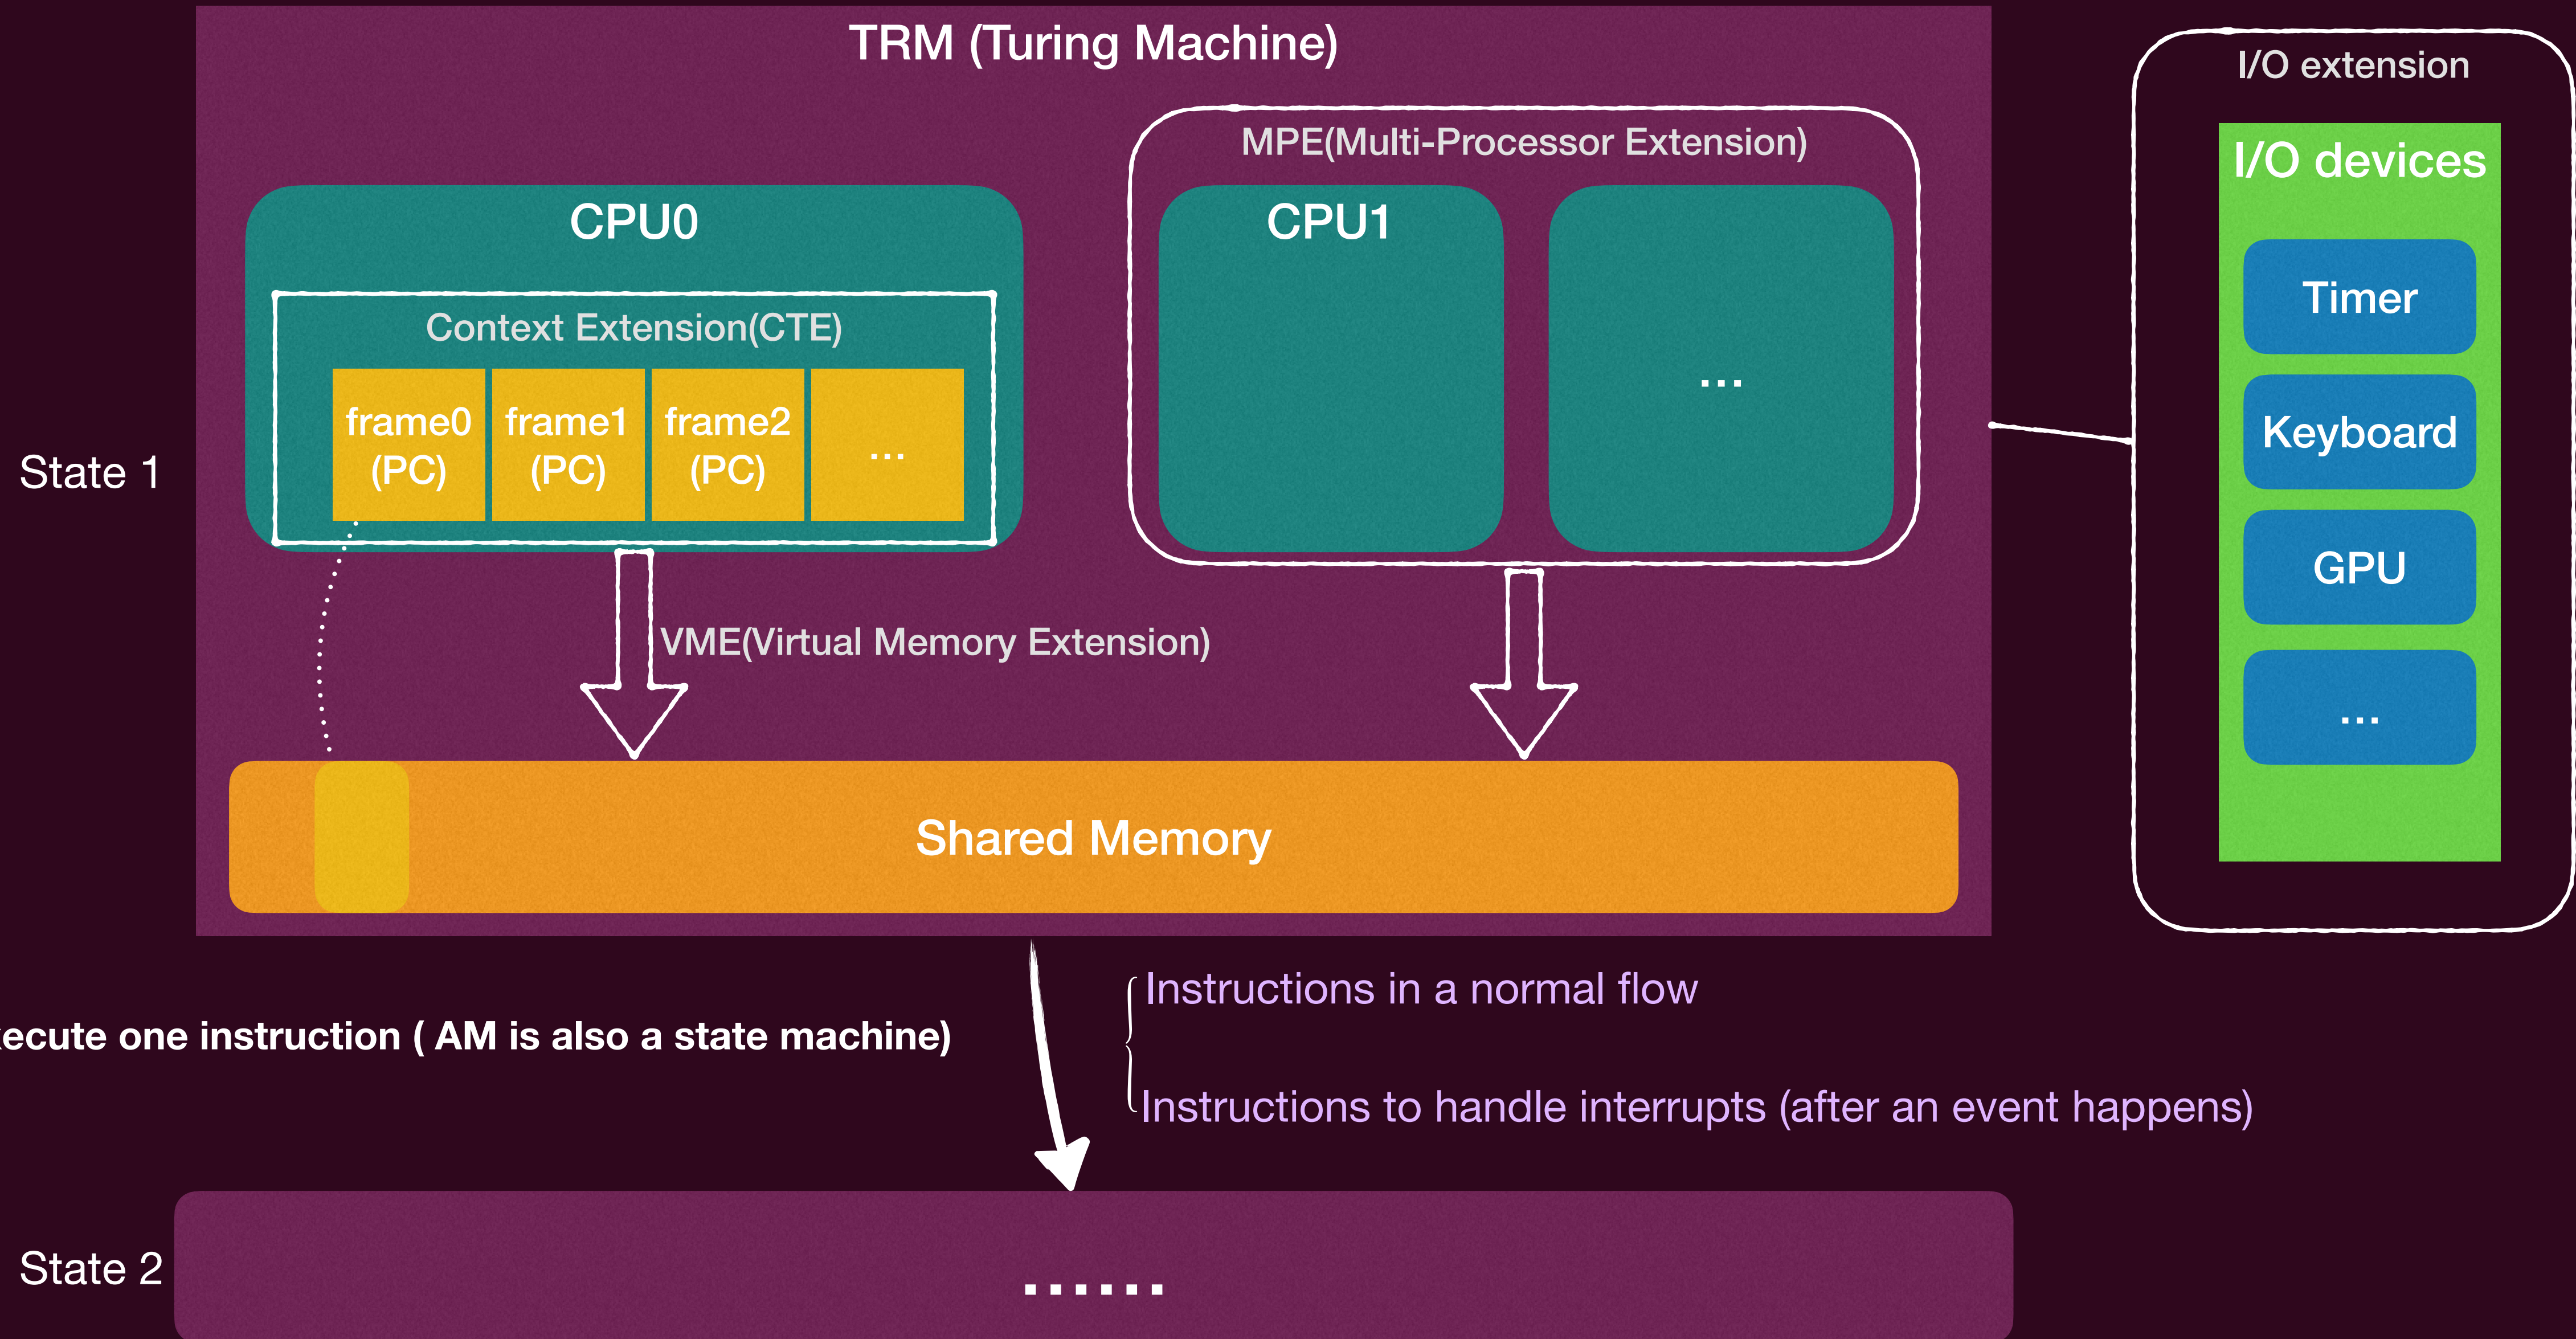 TRM (Turing Machine)
I/O extension
MPE(Multi-Processor Extension)
I/O devices
CPU0
CPU1
...
Context Extension(CTE)
frame0
(PC)
frame1
(PC)
frame2
(PC)
...
State 1
Timer
Keyboard
GPU
...
VME(Virtual Memory Extension)
Shared Memory
Instructions in a normal flow
ecute one instruction ( AM is also a state machine)
Instructions to handle interrupts (after an event happens)
State 2
......